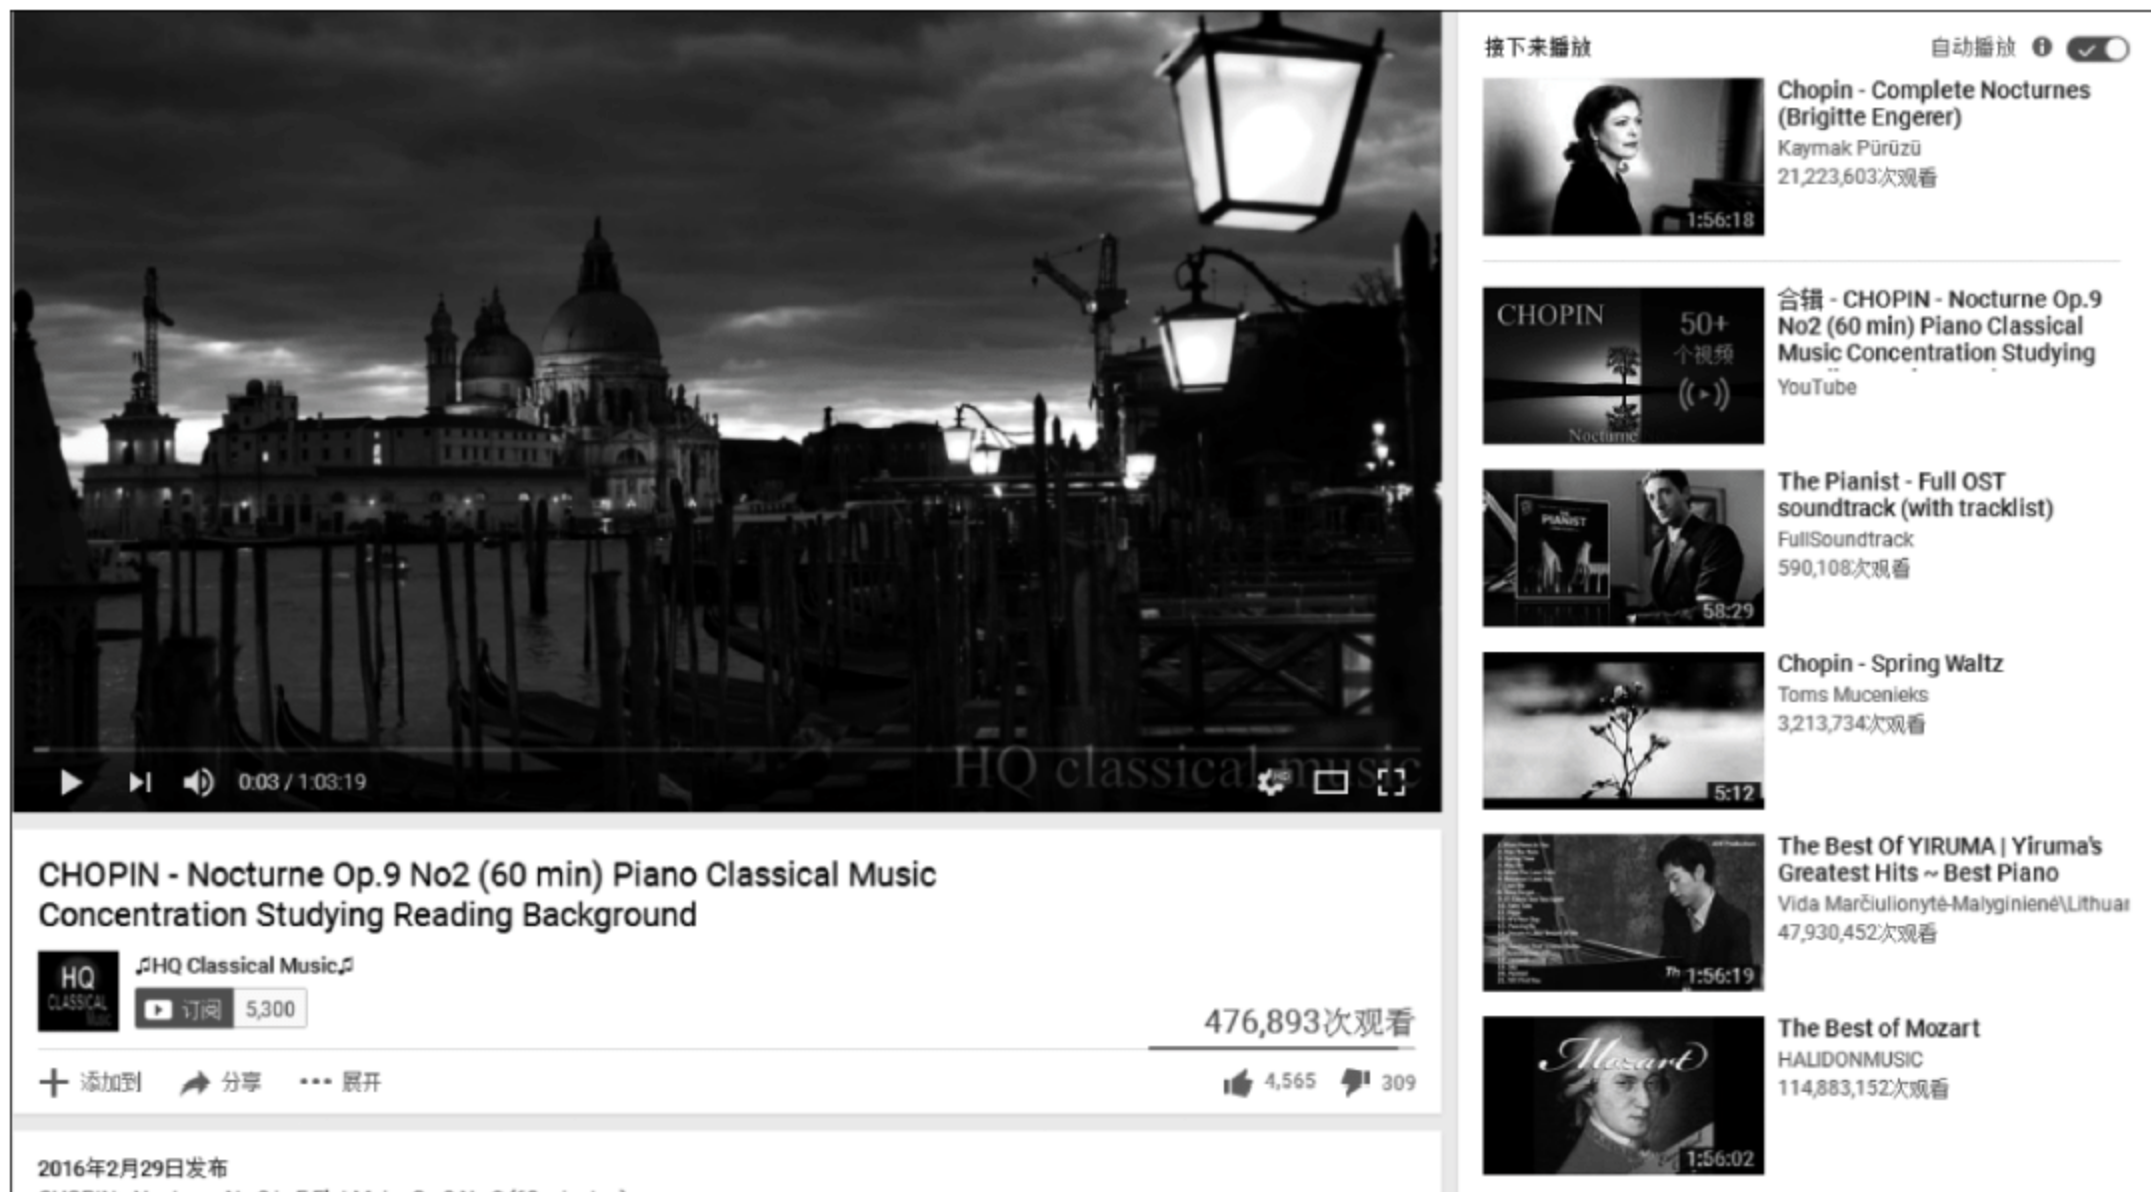 HQ classical music
0:03 / 1:03:19
HD
CHOPIN - Nocturne Op.9 No2 (60 min) Piano Classical Music
Concentration Studying Reading Background
HQ
CLASSICAL
Music
♫HQ Classical Music♫
订阅 5,300
476,893次观看
添加到 分享 展开
4,565 309
2016年2月29日发布
接下来播放 自动播放
1:56:18
Chopin - Complete Nocturnes
(Brigitte Engerer)
Kaymak Pürüzü
21,223,603次观看
CHOPIN
50+
个视频
Nocturne
合辑 - CHOPIN - Nocturne Op.9
No2 (60 min) Piano Classical
Music Concentration Studying
YouTube
PIANIST
58:29
The Pianist - Full OST
soundtrack (with tracklist)
FullSoundtrack
590,108次观看
5:12
Chopin - Spring Waltz
Toms Mucenieks
3,213,734次观看
Th 1:56:19
The Best Of YIRUMA | Yiruma's
Greatest Hits ~ Best Piano
Vida Marčiulionytė-Malyginienė\Lithuar
47,930,452次观看
Mozart
1:56:02
The Best of Mozart
HALIDONMUSIC
114,883,152次观看